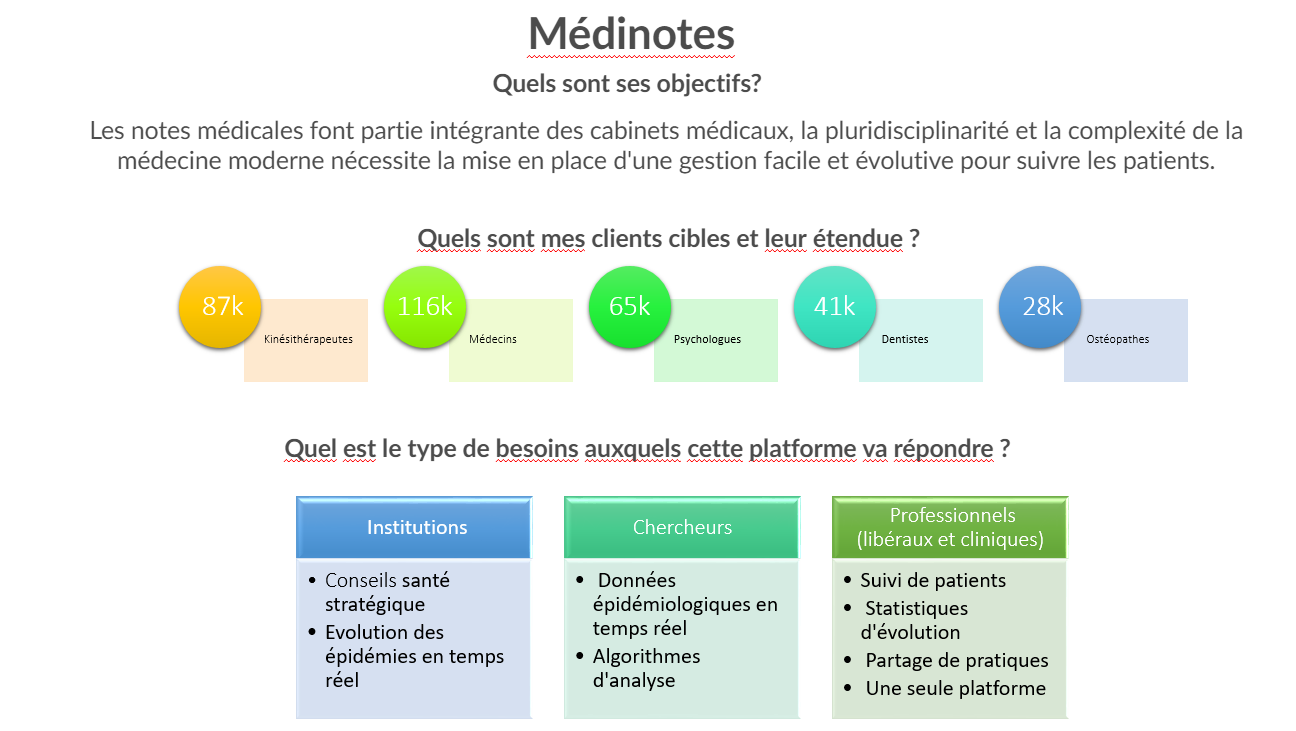 Médinotes
Quels sont ses objectifs?
Les notes médicales font partie intégrante des cabinets médicaux, la pluridisciplinarité et la complexité de la
médecine moderne nécessite la mise en place d'une gestion facile et évolutive pour suivre les patients.
Quels sont mes clients cibles et leur étendue ?
87k
Kinésithérapeutes
116k
Médecins
65k
Psychologues
41k
Dentistes
28k
Ostéopathes
Quel est le type de besoins auxquels cette platforme va répondre ?
Institutions
• Conseils santé
stratégique
• Evolution des
épidémies en temps
réel
Chercheurs
• Données
épidémiologiques en
temps réel
• Algorithmes
d'analyse
Professionnels
(libéraux et cliniques)
• Suivi de patients
• Statistiques
d'évolution
• Partage de pratiques
• Une seule platforme